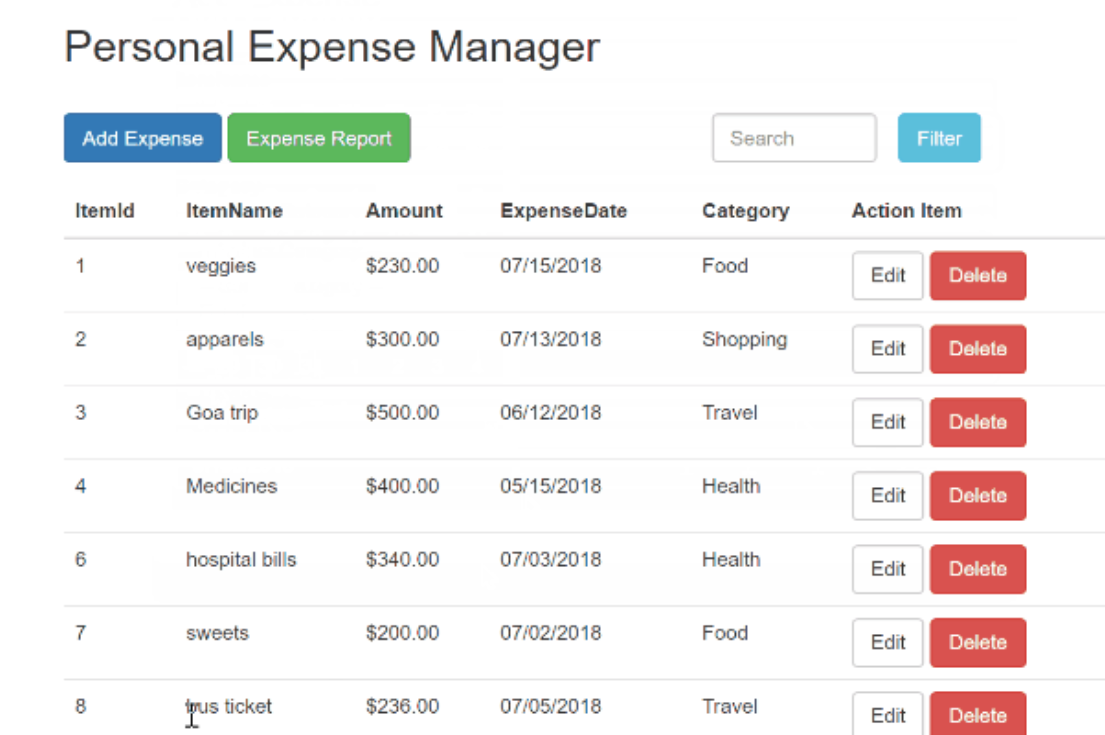 Personal Expense Manager
Add Expense Expense Report Search Filter
ItemId ItemName Amount ExpenseDate Category Action Item
1 veggies $230.00 07/15/2018 Food Edit Delete
2 apparels $300.00 07/13/2018 Shopping Edit Delete
3 Goa trip $500.00 06/12/2018 Travel Edit Delete
4 Medicines $400.00 05/15/2018 Health Edit Delete
6 hospital bills $340.00 07/03/2018 Health Edit Delete
7 sweets $200.00 07/02/2018 Food Edit Delete
8 bus ticket $236.00 07/05/2018 Travel Edit Delete